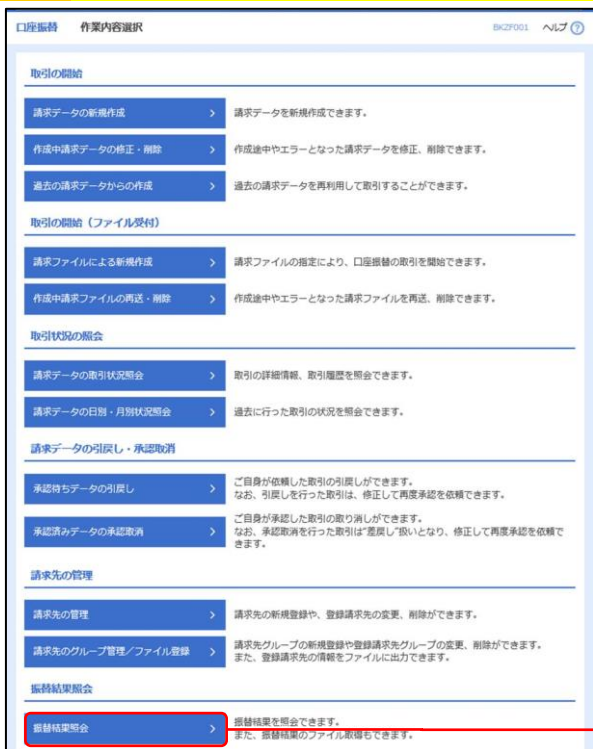 口座振替 作業内容選択 BKZF001 ヘルプ ?
取引の開始
請求データの新規作成 > 請求データを新規作成できます。
作成中請求データの修正・削除 > 作成途中やエラーとなった請求データを修正、削除できます。
過去の請求データからの作成 > 過去の請求データを再利用して取引することができます。
取引の開始（ファイル受付）
請求ファイルによる新規作成 > 請求ファイルの指定により、口座振替の取引を開始できます。
作成中請求ファイルの再送・削除 > 作成途中やエラーとなった請求ファイルを再送、削除できます。
取引状況の照会
請求データの取引状況照会 > 取引の詳細情報、取引履歴を照会できます。
請求データの日別・月別状況照会 > 過去に行った取引の状況を照会できます。
請求データの引戻し・承認取消
承認待ちデータの引戻し > ご自身が依頼した取引の引戻しができます。
なお、引戻しを行った取引は、修正して再度承認を依頼できます。
承認済みデータの承認取消 > ご自身が承認した取引の取り消しができます。
なお、承認取消を行った取引は"差戻し"扱いとなり、修正して再度承認を依頼で
きます。
請求先の管理
請求先の管理 > 請求先の新規登録や、登録請求先の変更、削除ができます。
請求先のグループ管理／ファイル登録 > 請求先グループの新規登録や登録請求先グループの変更、削除ができます。
また、登録請求先の情報をファイルに出力できます。
振替結果照会
振替結果照会 > 振替結果を照会できます。
また、振替結果のファイル取得もできます。